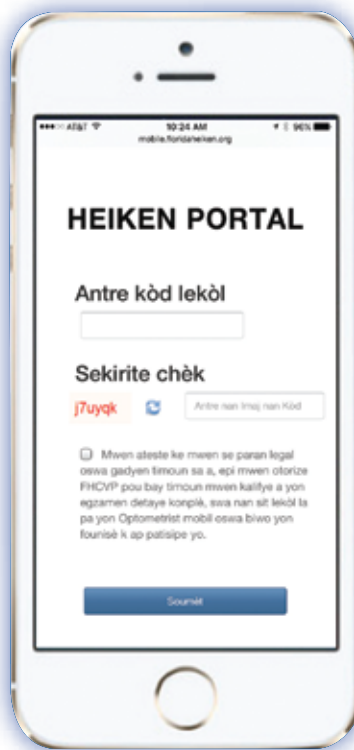 AT&T 10:24 AM 96%
mobile.floridaheiken.org
HEIKEN PORTAL
Antre kòd lekòl
Sekirite chèk
j7uyqk Antre nan Imaj nan Kòd
Mwen ateste ke mwen se paran legal
oswa gadyen timoun sa a, epi mwen otorize
FHCVP pou bay timoun mwen kalifye a yon
egzamen detaye konplè, swa nan sit lekòl la
pa yon Optometrist mobil oswa biwo yon
founisè k ap patisipe yo.
Soumèt